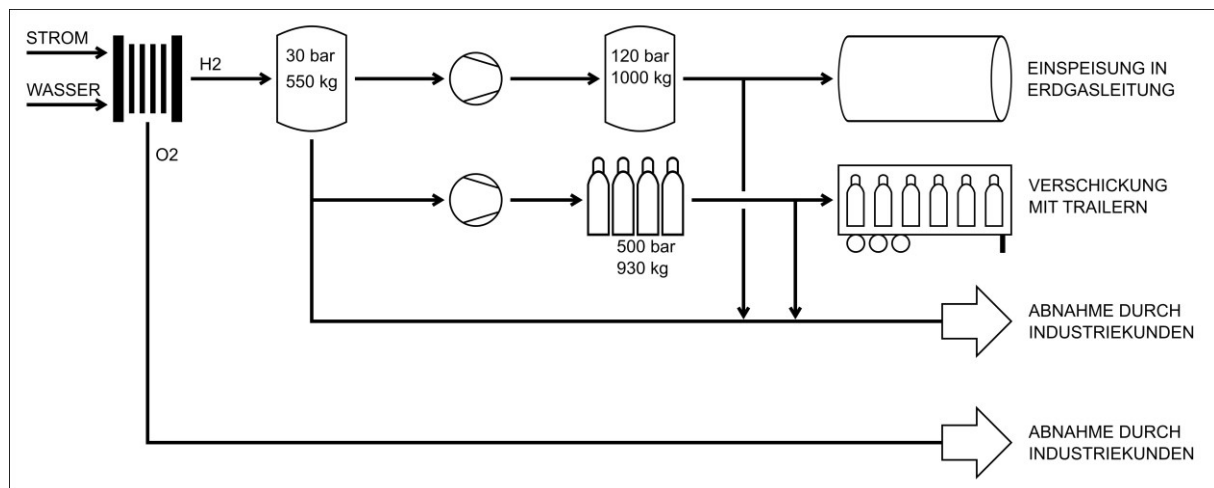 STROM
WASSER
H2
O2
30 bar
550 kg
120 bar
1000 kg
EINSPEISUNG IN
ERDGASLEITUNG
500 bar
930 kg
VERSCHICKUNG
MIT TRAILERN
ABNAHME DURCH
INDUSTRIEKUNDEN
ABNAHME DURCH
INDUSTRIEKUNDEN